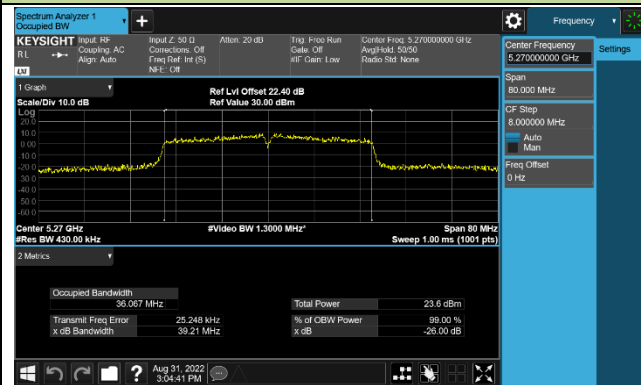 Spectrum Analyzer 1
Occupied BW
+
Frequency
KEYSIGHT Input: RF Input Z: 50 Ω Atten: 20 dB Trig: Free Run Center Freq: 5.270000000 GHz
RL Coupling: AC Corrections: Off Gate: Off Avg|Hold: 50/50
Align: Auto Freq Ref: Int (S) #IF Gain: Low Radio Std: None
LXI NFE: Off
Center Frequency
5.270000000 GHz
Settings
Span
80.000 MHz
CF Step
8.000000 MHz
Auto
Man
Freq Offset
0 Hz
1 Graph
Ref Lvl Offset 22.40 dB
Scale/Div 10.0 dB Ref Value 30.00 dBm
Log
20.0
10.0
0.00
-10.0
-20.0
-30.0
-40.0
-50.0
-60.0
Center 5.27 GHz #Video BW 1.3000 MHz* Span 80 MHz
#Res BW 430.00 kHz Sweep 1.00 ms (1001 pts)
2 Metrics
Occupied Bandwidth
36.067 MHz Total Power 23.6 dBm
Transmit Freq Error 25.248 kHz % of OBW Power 99.00 %
x dB Bandwidth 39.21 MHz x dB -26.00 dB
? Aug 31, 2022
3:04:41 PM